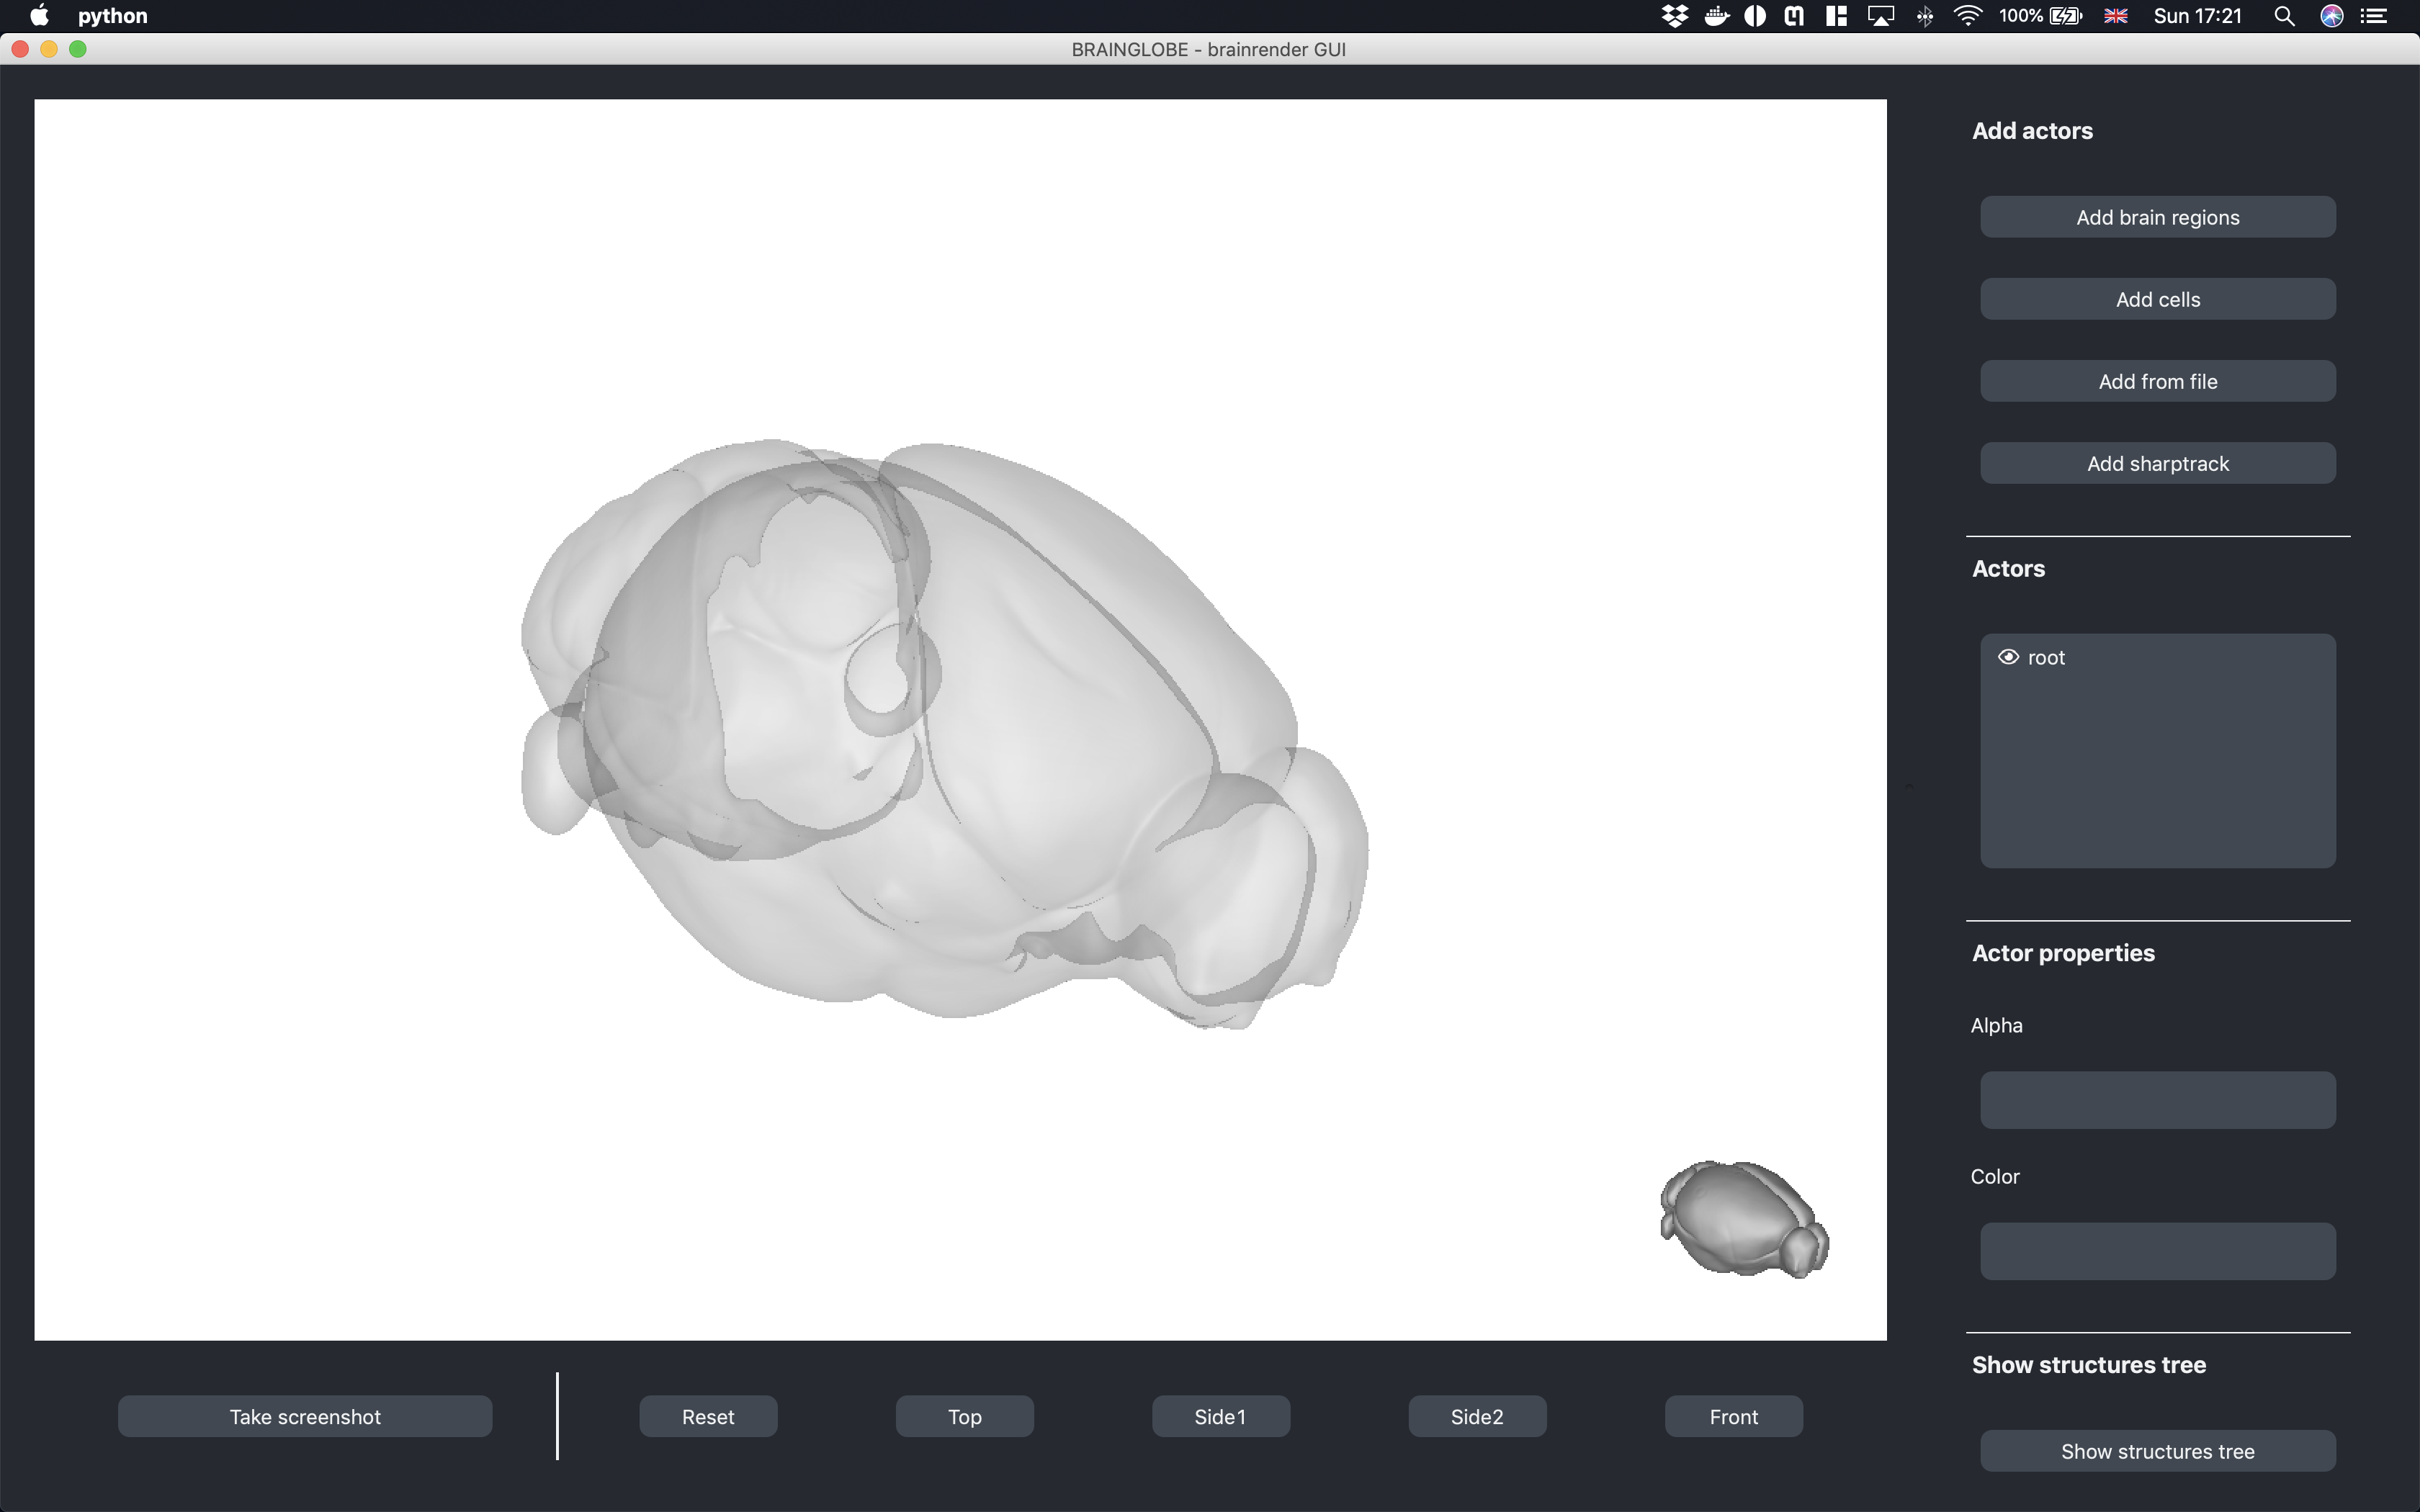 python
100%
Sun 17:21
BRAINGLOBE - brainrender GUI
Add actors
Add brain regions
Add cells
Add from file
Add sharptrack
Actors
root
Actor properties
Alpha
Color
Show structures tree
Show structures tree
Take screenshot
Reset
Top
Side1
Side2
Front